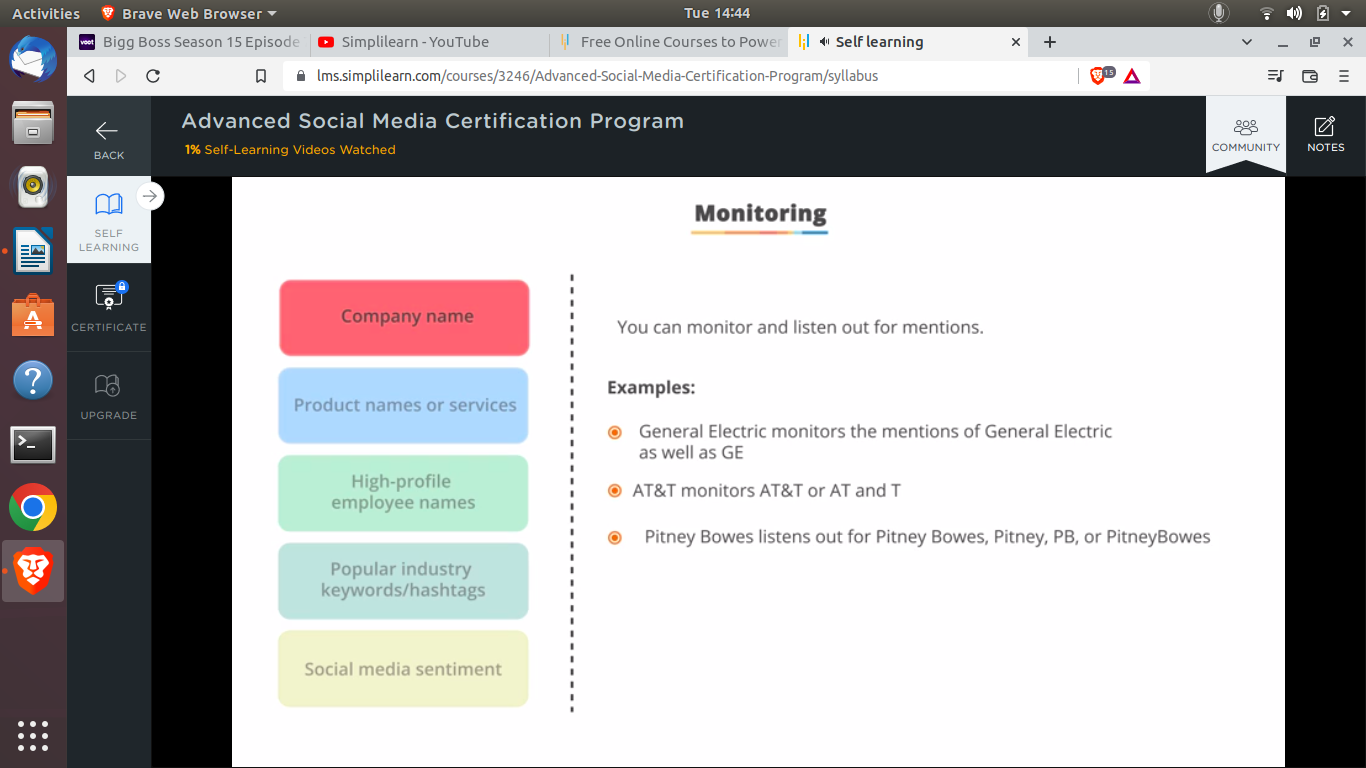 Activities
Brave Web Browser
Tue 14:44
voot
Bigg Boss Season 15 Episode
Simplilearn - YouTube
Free Online Courses to Power
Self learning
lms.simplilearn.com/courses/3246/Advanced-Social-Media-Certification-Program/syllabus
15
BACK
Advanced Social Media Certification Program
1% Self-Learning Videos Watched
COMMUNITY
NOTES
SELF
LEARNING
CERTIFICATE
UPGRADE
Monitoring
Company name
Product names or services
High-profile
employee names
Popular industry
keywords/hashtags
Social media sentiment
You can monitor and listen out for mentions.
Examples:
General Electric monitors the mentions of General Electric
as well as GE
AT&T monitors AT&T or AT and T
Pitney Bowes listens out for Pitney Bowes, Pitney, PB, or PitneyBowes